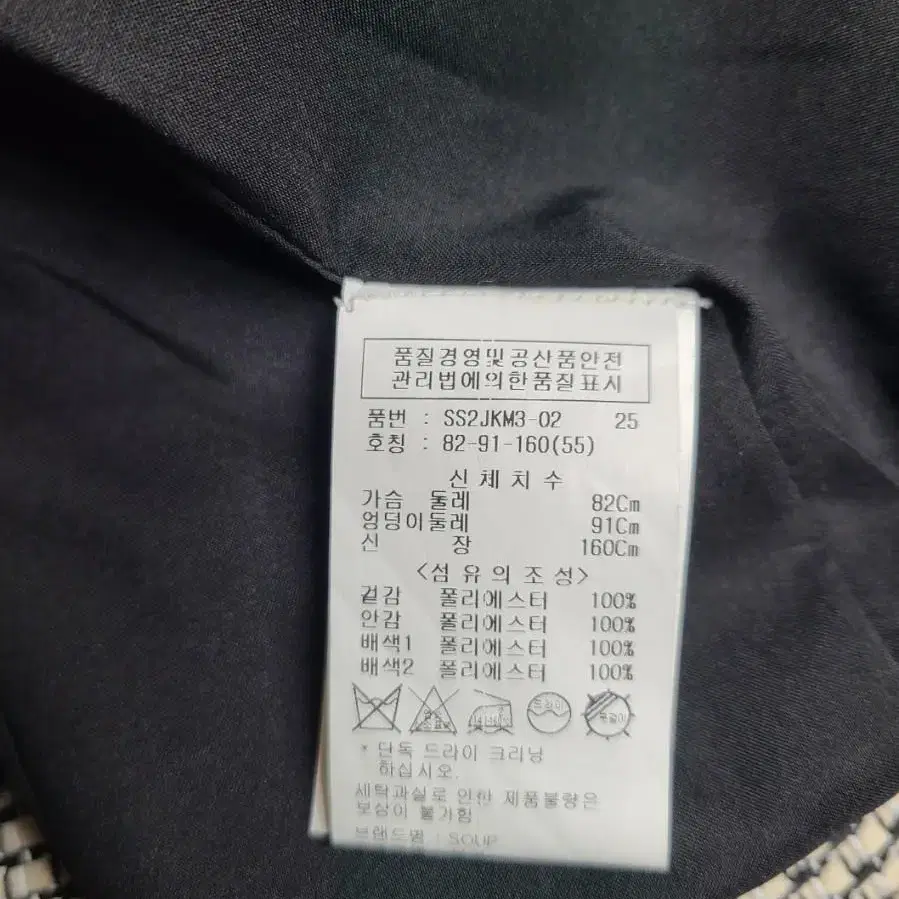 품질경영및공산품안전
관리법에의한품질표시
품번 : SS2JKM3-02 25
호칭 : 82-91-160(55)
신체치수
가슴 둘레 82Cm
엉덩이둘레 91Cm
신 장 160Cm
<섬유의조성>
겉감 폴리에스터 100%
안감 폴리에스터 100%
배색1 폴리에스터 100%
배색2 폴리에스터 100%
드라이 옷걸이
* 단독 드라이 크리닝
하십시오.
세탁과실로 인한 제품불량은
보상이 불가함
브랜드명 : SOUP